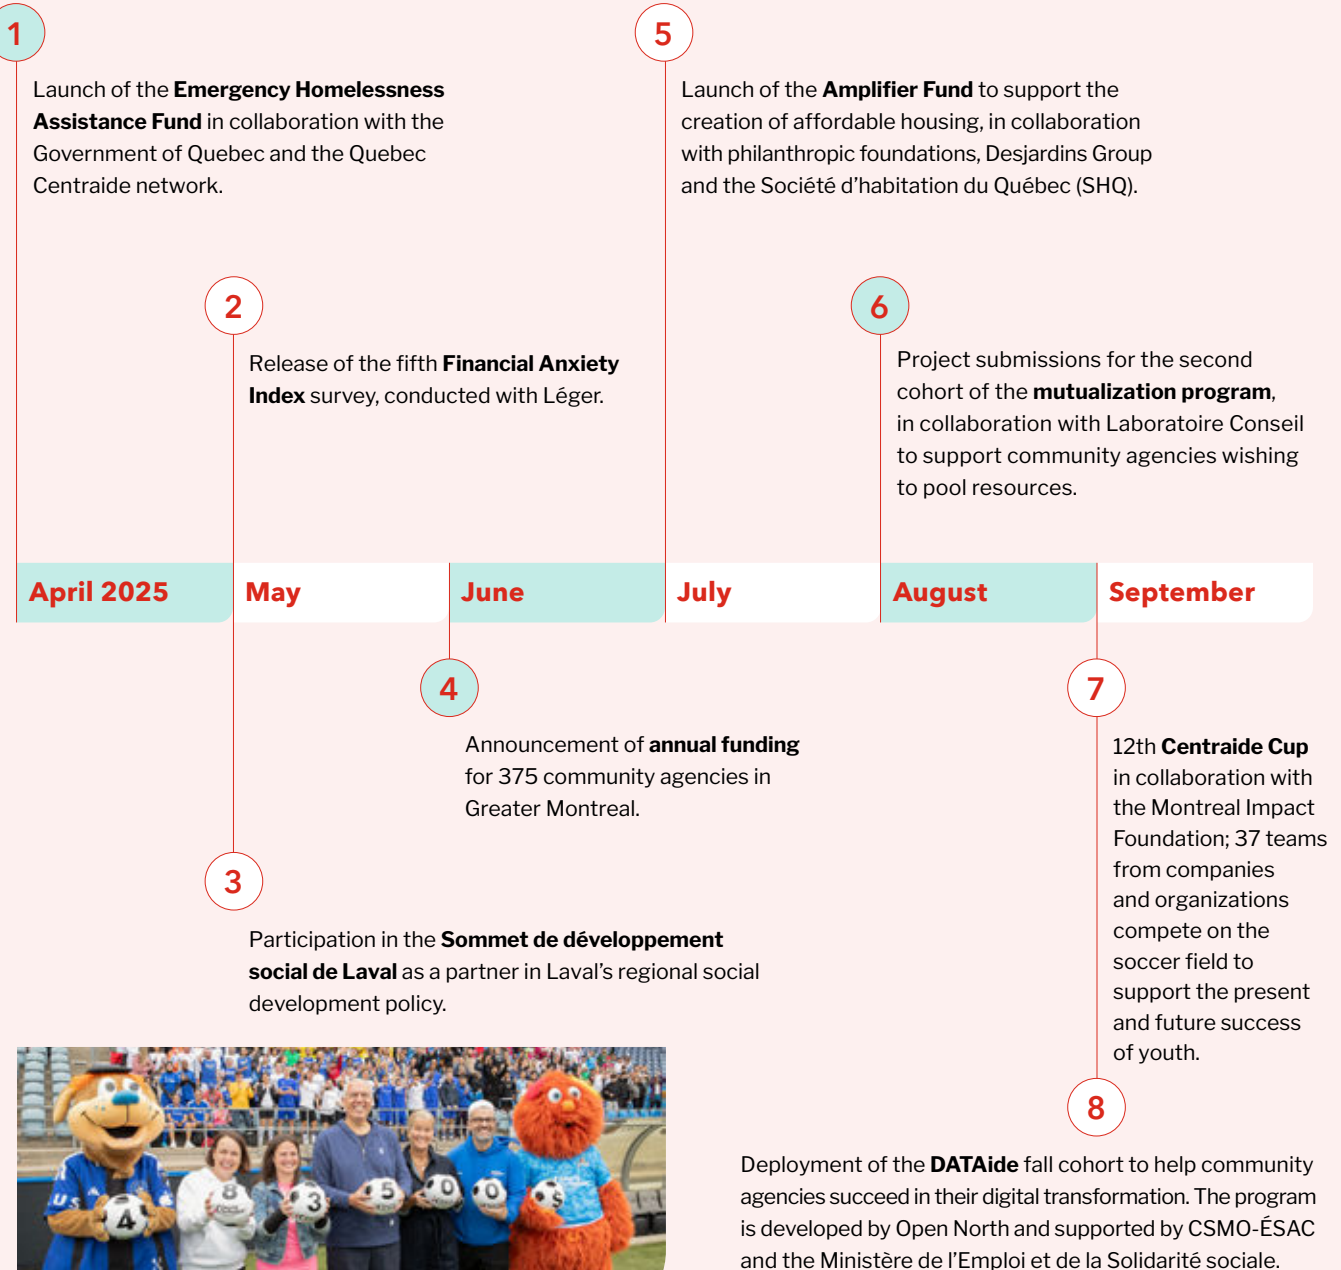 1
Launch of the Emergency Homelessness
Assistance Fund in collaboration with the
Government of Quebec and the Quebec
Centraide network.
5
Launch of the Amplifier Fund to support the
creation of affordable housing, in collaboration
with philanthropic foundations, Desjardins Group
and the Société d’habitation du Québec (SHQ).
2
Release of the fifth Financial Anxiety
Index survey, conducted with Léger.
6
Project submissions for the second
cohort of the mutualization program,
in collaboration with Laboratoire Conseil
to support community agencies wishing
to pool resources.
April 2025
May
June
July
August
September
4
Announcement of annual funding
for 375 community agencies in
Greater Montreal.
3
Participation in the Sommet de développement
social de Laval as a partner in Laval’s regional social
development policy.
7
12th Centraide Cup
in collaboration with
the Montreal Impact
Foundation; 37 teams
from companies
and organizations
compete on the
soccer field to
support the present
and future success
of youth.
8
Deployment of the DATAide fall cohort to help community
agencies succeed in their digital transformation. The program
is developed by Open North and supported by CSMO-ÉSAC
and the Ministère de l’Emploi et de la Solidarité sociale.
4 8 3 5 0 0 $